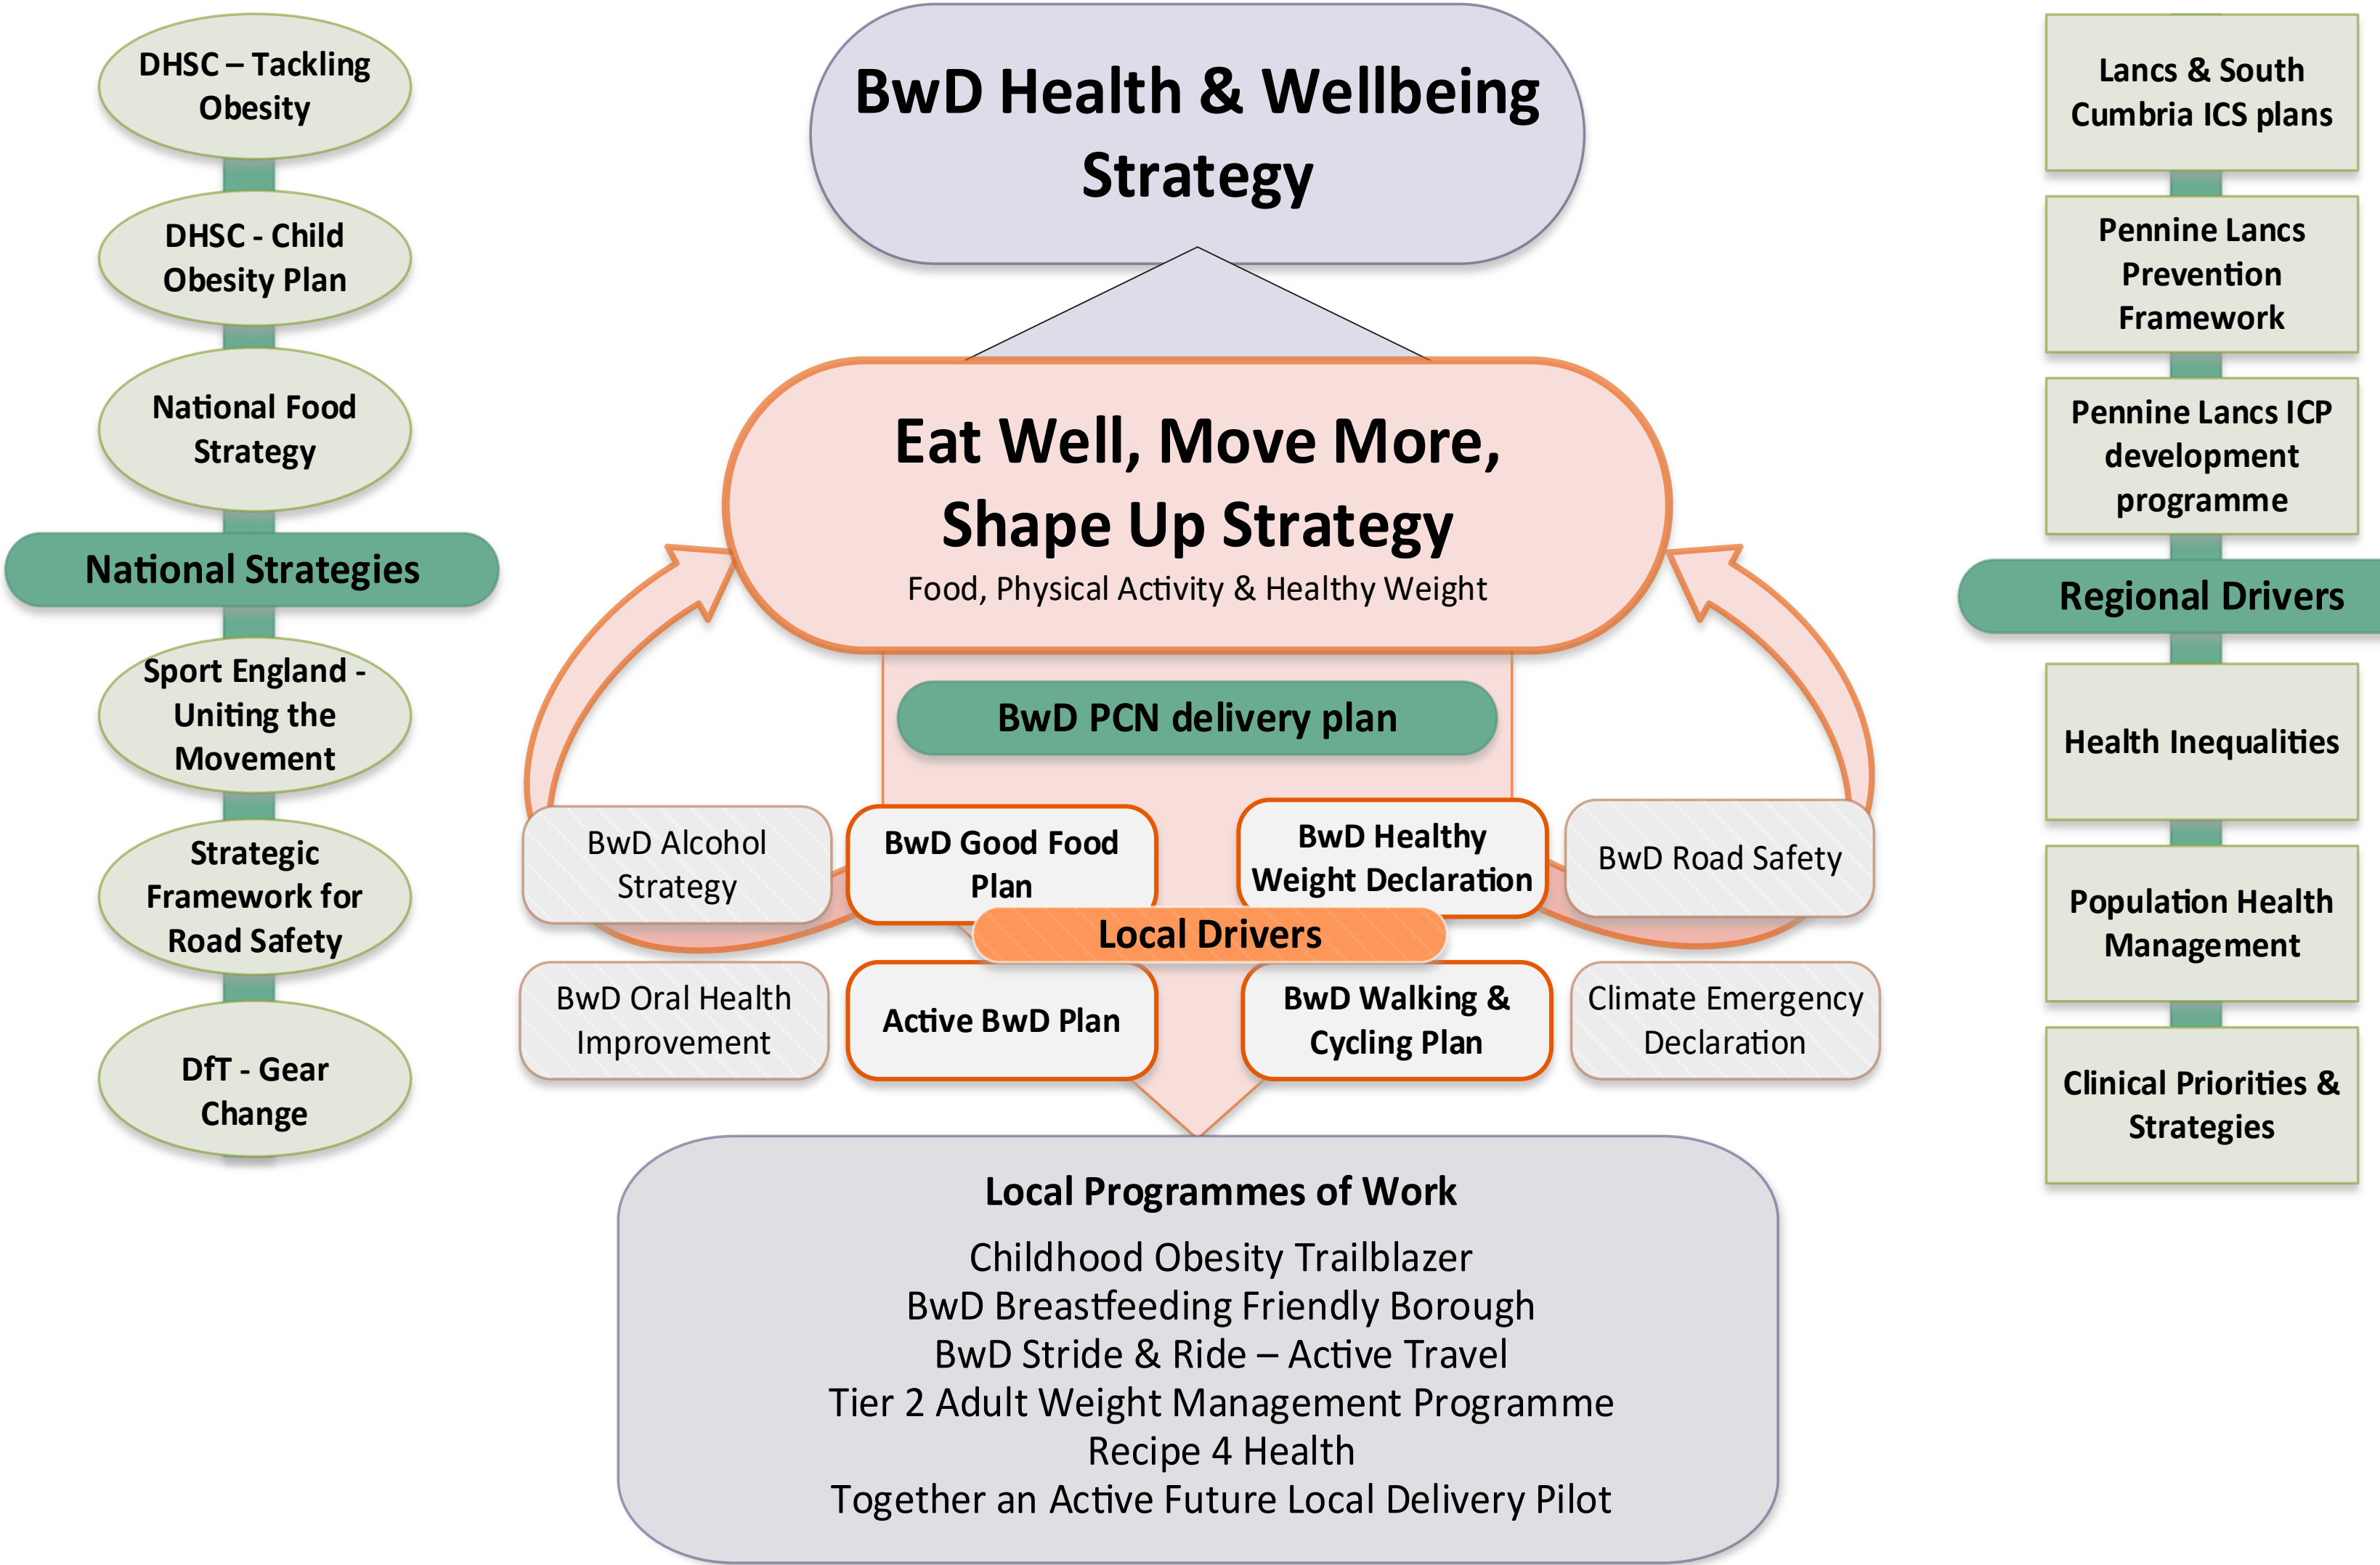 DHSC – Tackling
Obesity
DHSC - Child
Obesity Plan
National Food
Strategy
National Strategies
Sport England -
Uniting the
Movement
Strategic
Framework for
Road Safety
DfT - Gear
Change
BwD Health & Wellbeing
Strategy
Eat Well, Move More,
Shape Up Strategy
Food, Physical Activity & Healthy Weight
BwD PCN delivery plan
BwD Alcohol
Strategy
BwD Good Food
Plan
BwD Healthy
Weight Declaration
BwD Road Safety
Local Drivers
BwD Oral Health
Improvement
Active BwD Plan
BwD Walking &
Cycling Plan
Climate Emergency
Declaration
Local Programmes of Work
Childhood Obesity Trailblazer
BwD Breastfeeding Friendly Borough
BwD Stride & Ride – Active Travel
Tier 2 Adult Weight Management Programme
Recipe 4 Health
Together an Active Future Local Delivery Pilot
Lancs & South
Cumbria ICS plans
Pennine Lancs
Prevention
Framework
Pennine Lancs ICP
development
programme
Regional Drivers
Health Inequalities
Population Health
Management
Clinical Priorities &
Strategies